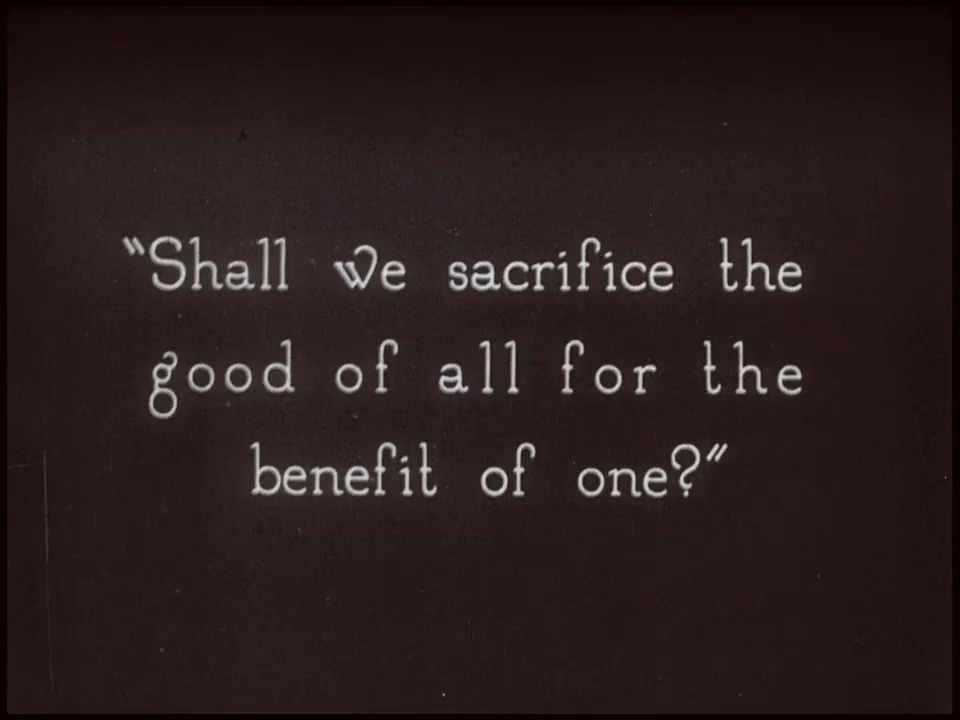 "Shall we sacrifice the
good of all for the
benefit of one?"